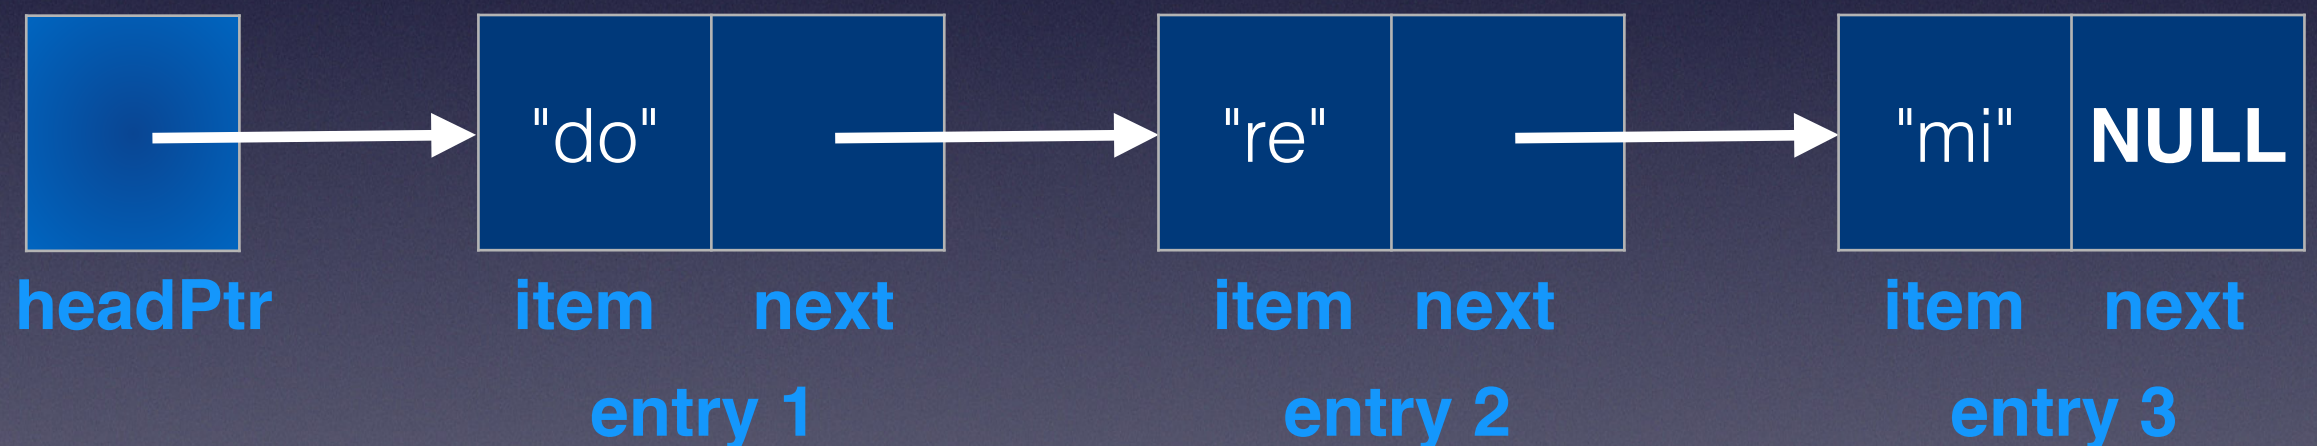 "do" "re" "mi" NULL
headPtr item next item next item next
entry 1 entry 2 entry 3